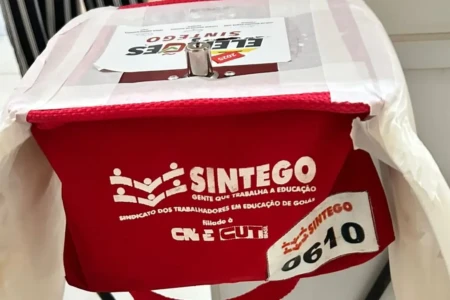 ELEIÇÕES
SINTEGO
SINTEGO
GENTE QUE TRABALHA A EDUCAÇÃO
SINDICATO DOS TRABALHADORES EM EDUCAÇÃO DE GOIÁS
filiado à
CNTE CUT
SINTEGO
0610